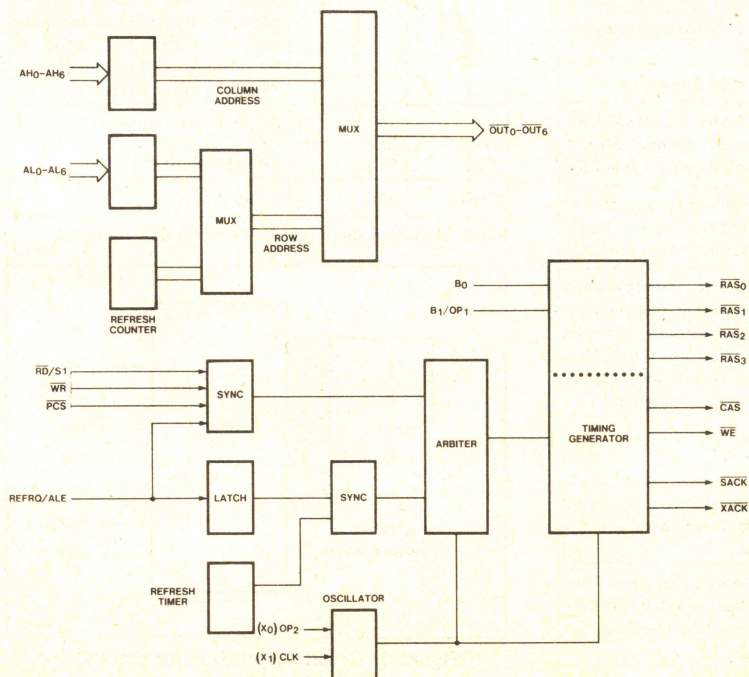 AH0-AH6
COLUMN
ADDRESS
MUX
OUT0-OUT6
AL0-AL6
MUX
ROW
ADDRESS
REFRESH
COUNTER
B0
B1/OP1
RAS0
RAS1
RAS2
RAS3
RD/S1
WR
PCS
SYNC
ARBITER
TIMING
GENERATOR
CAS
WE
SACK
XACK
REFRQ/ALE
LATCH
SYNC
REFRESH
TIMER
OSCILLATOR
(X0) OP2
(X1) CLK